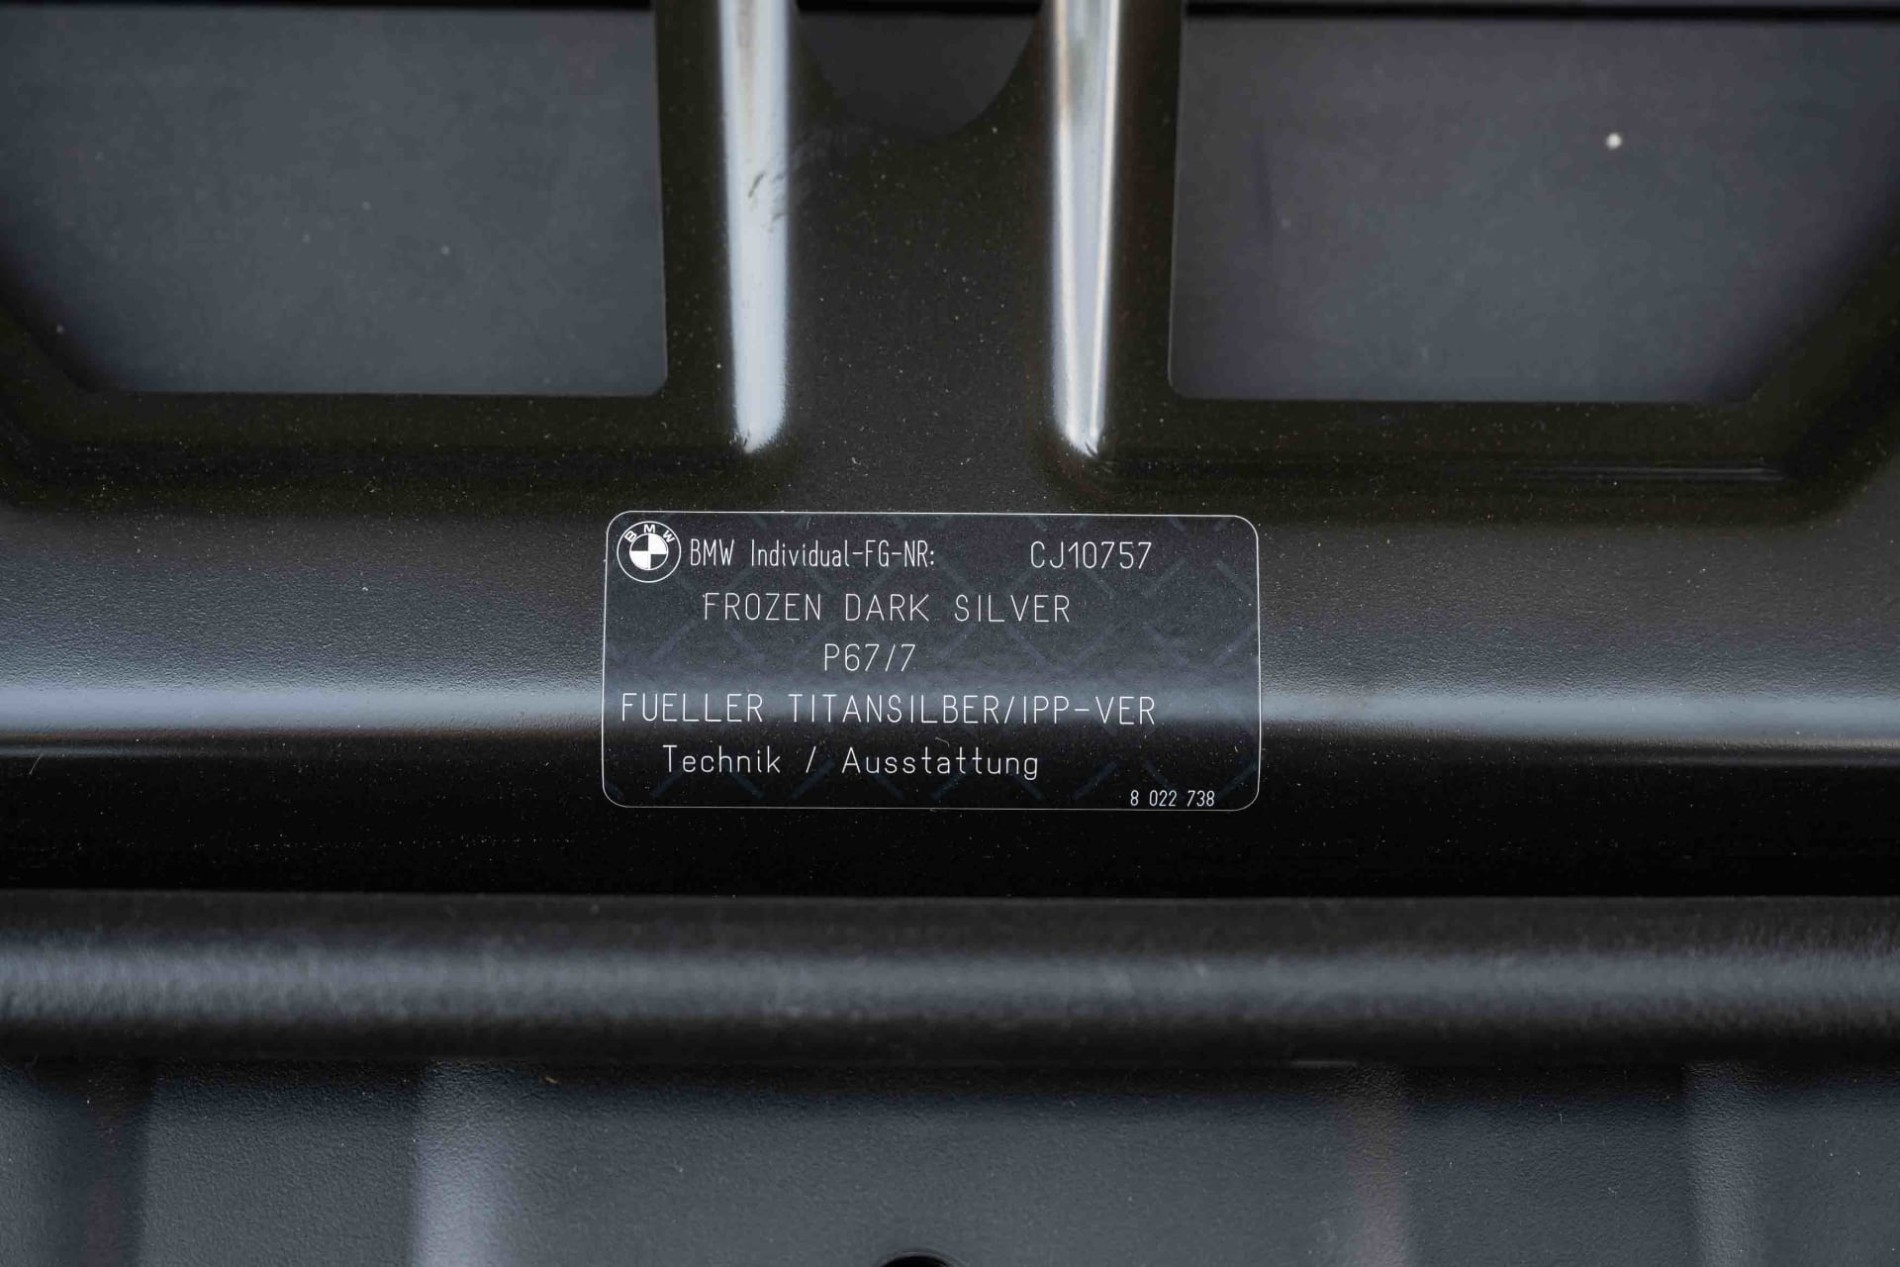 BMW
BMW Individual-FG-NR: CJ10757
FROZEN DARK SILVER
P67/7
FUELLER TITANSILBER/IPP-VER
Technik / Ausstattung
8 022 738